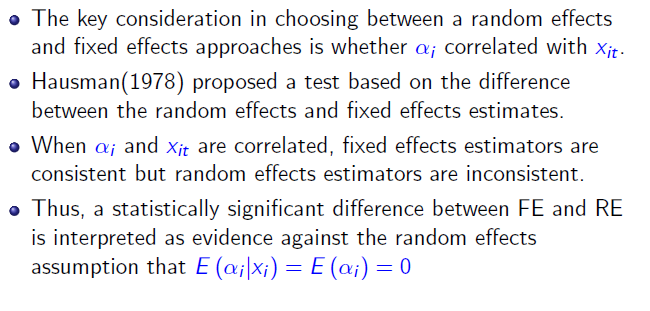 The key consideration in choosing between a random effects
and fixed effects approaches is whether αᵢ correlated with xᵢₜ.
Hausman(1978) proposed a test based on the difference
between the random effects and fixed effects estimates.
When αᵢ and xᵢₜ are correlated, fixed effects estimators are
consistent but random effects estimators are inconsistent.
Thus, a statistically significant difference between FE and RE
is interpreted as evidence against the random effects
assumption that E (αᵢ|xᵢ) = E (αᵢ) = 0